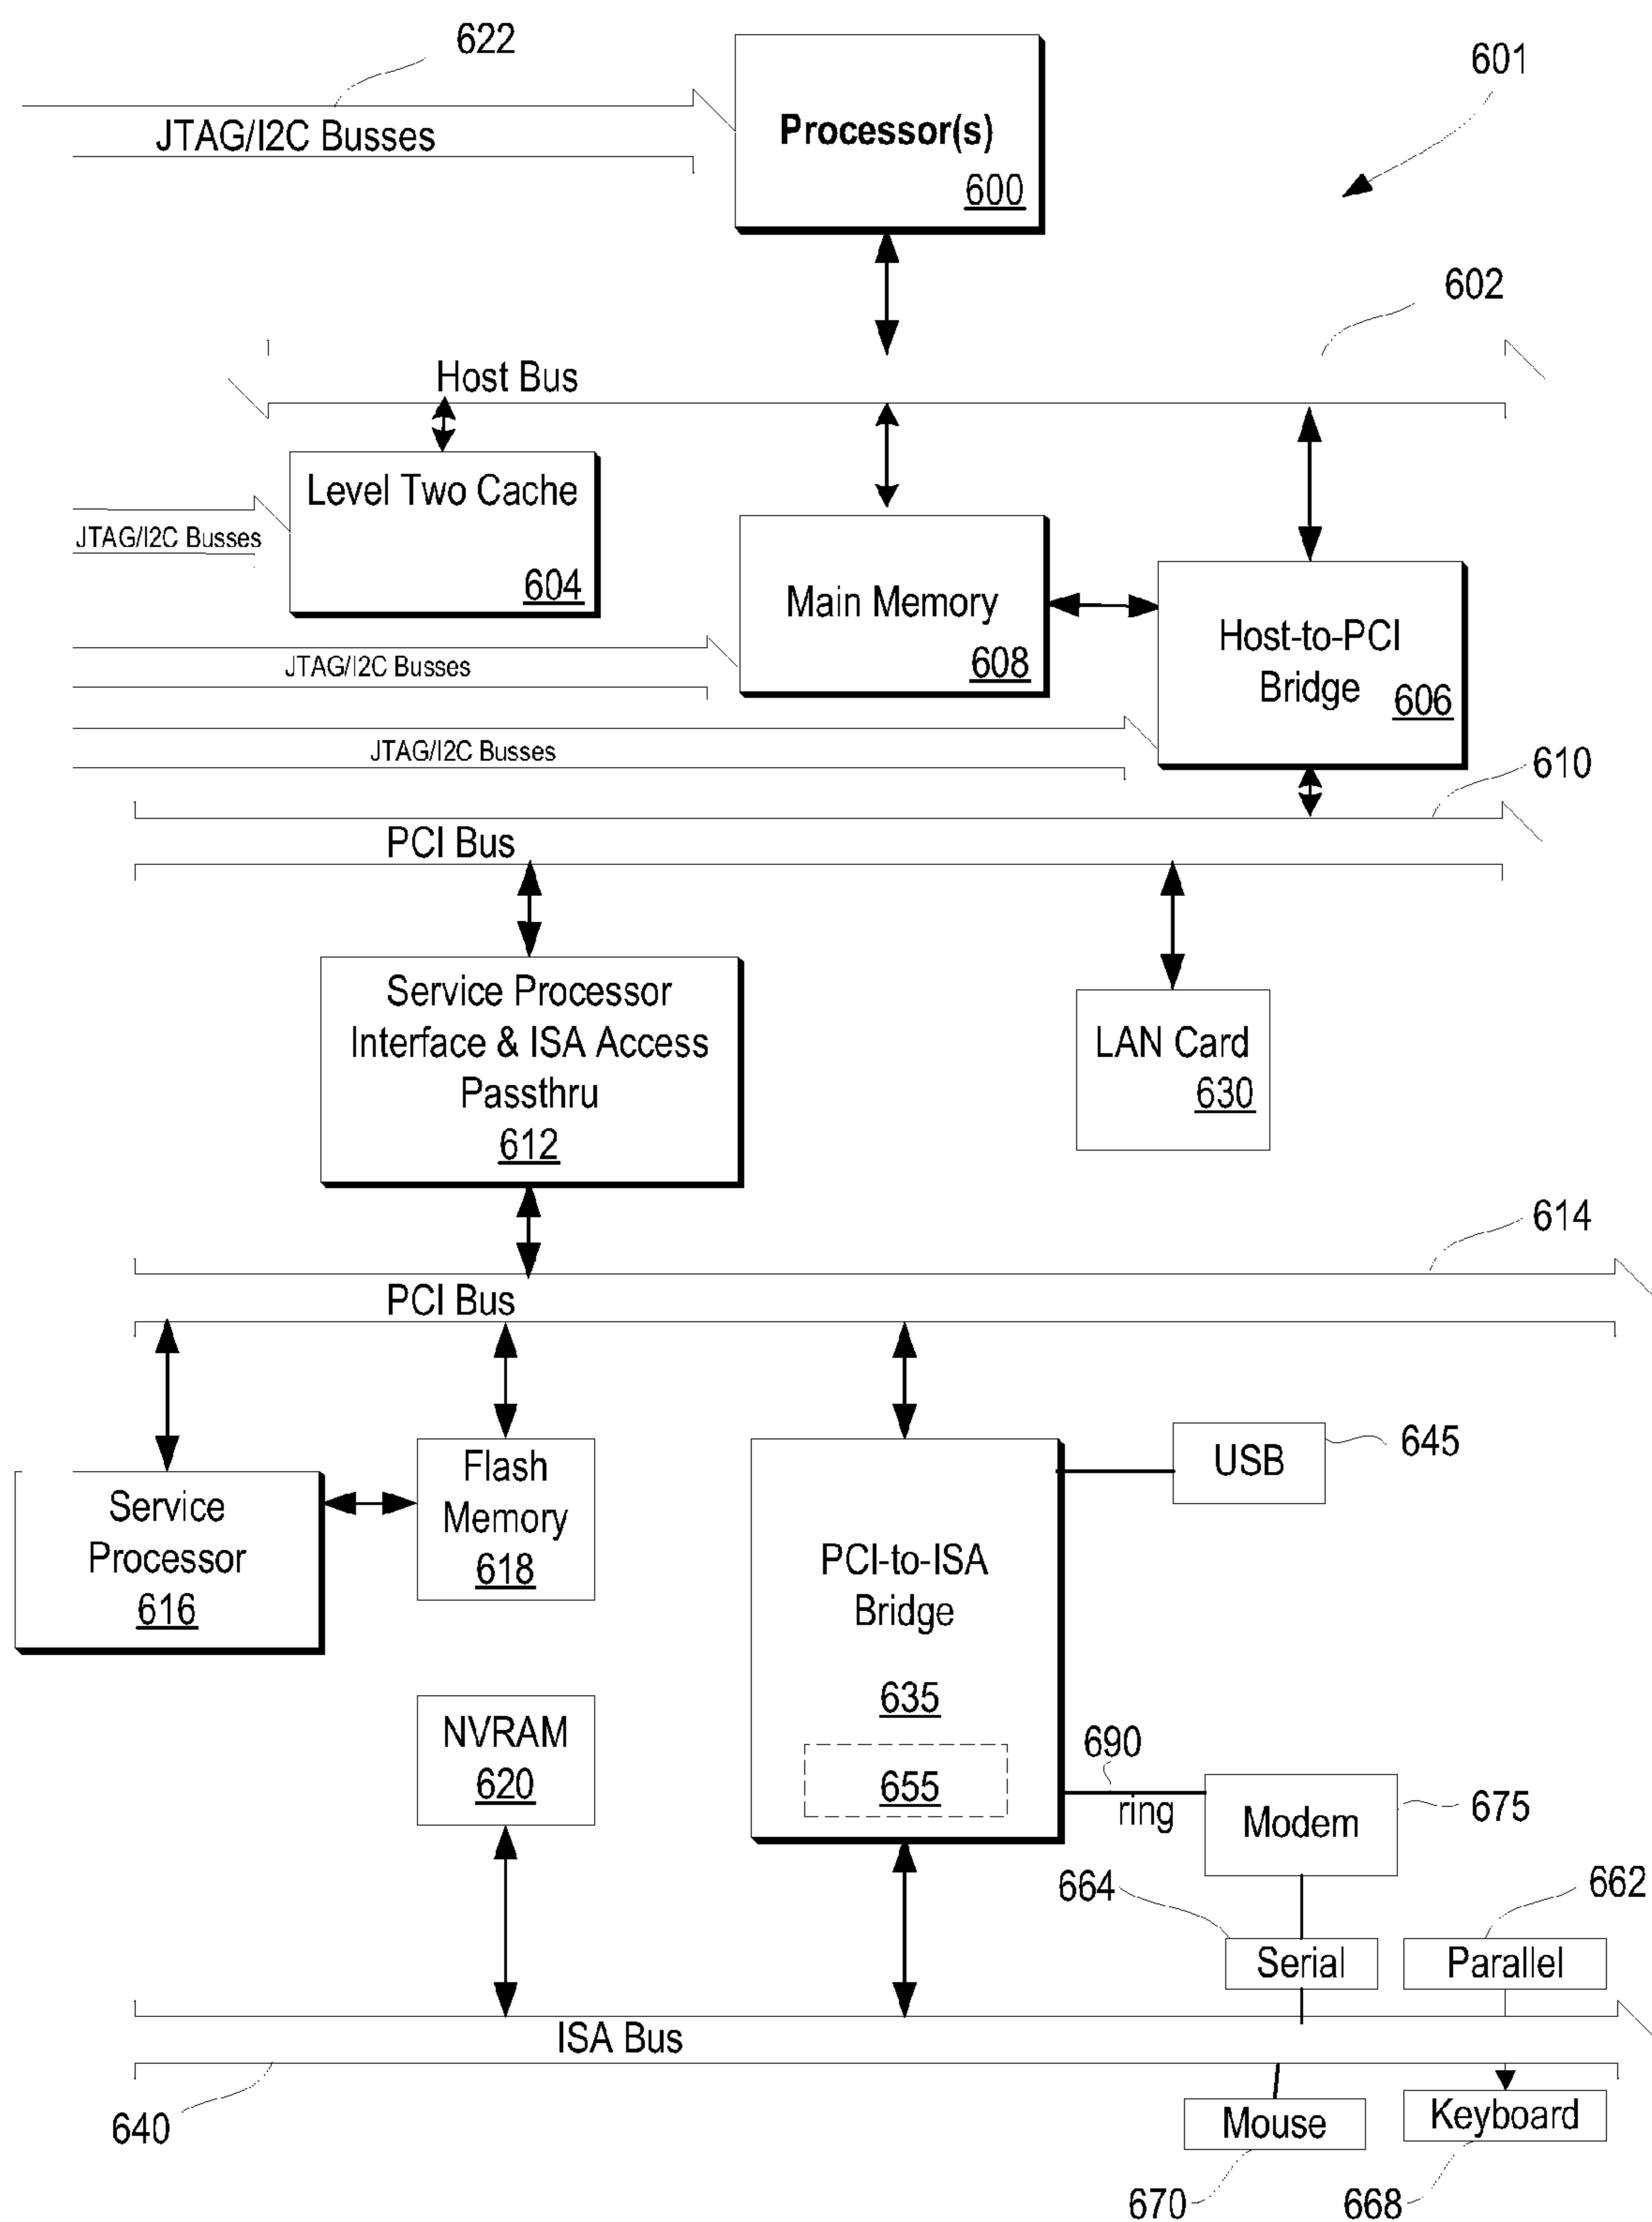 622
601
JTAG/I2C Busses
Processor(s)
600
602
Host Bus
Level Two Cache
604
JTAG/I2C Busses
Main Memory
608
Host-to-PCI
Bridge
606
JTAG/I2C Busses
JTAG/I2C Busses
610
PCI Bus
Service Processor
Interface & ISA Access
Passthru
612
LAN Card
630
614
PCI Bus
645
USB
Service
Processor
616
Flash
Memory
618
PCI-to-ISA
Bridge
635
655
NVRAM
620
690
ring
Modem
675
664
662
Serial
Parallel
ISA Bus
640
Mouse
Keyboard
670
668